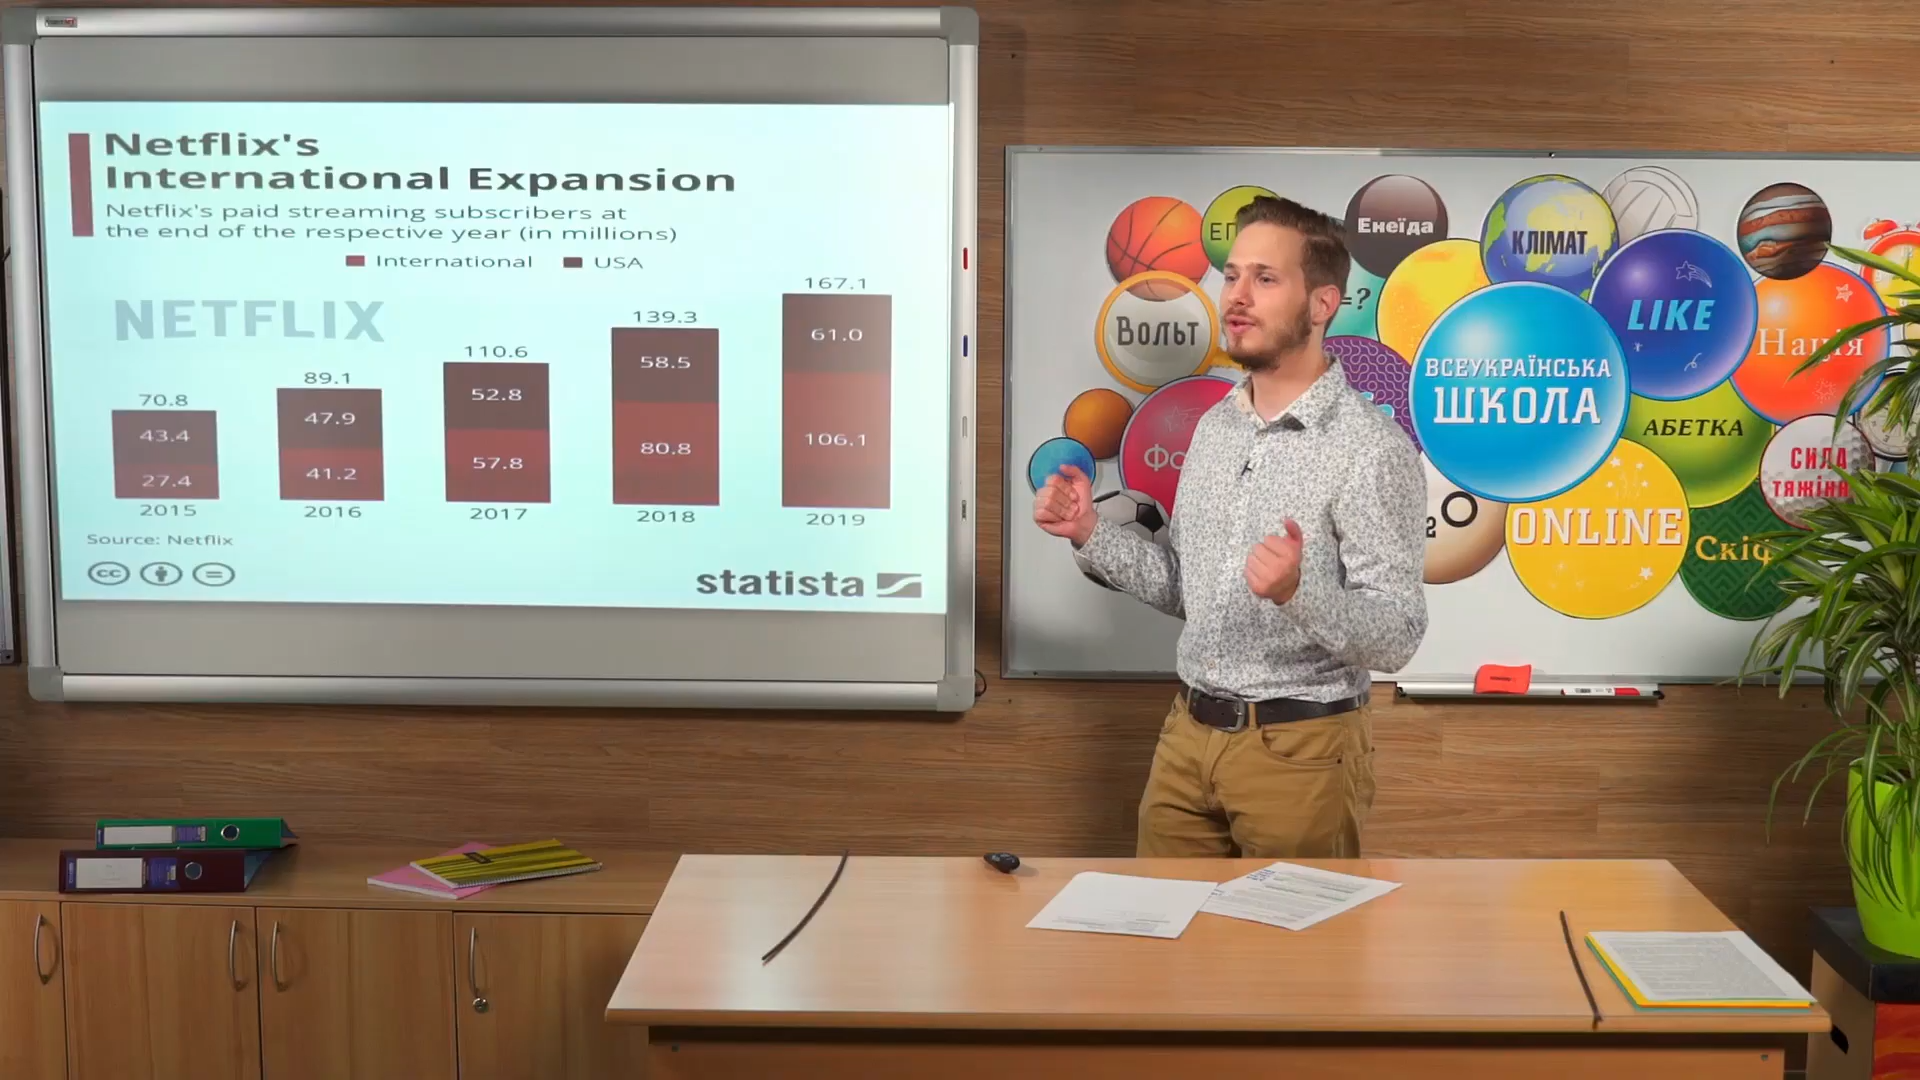 Netflix's
International Expansion
Netflix's paid streaming subscribers at
the end of the respective year (in millions)
International USA
NETFLIX
70.8
43.4
27.4
2015
89.1
47.9
41.2
2016
110.6
52.8
57.8
2017
139.3
58.5
80.8
2018
167.1
61.0
106.1
2019
Source: Netflix
cc
statista
Енеїда
КЛІМАТ
=?
Вольт
LIKE
Нація
ВСЕУКРАЇНСЬКА
ШКОЛА
АБЕТКА
СИЛА
ONLINE